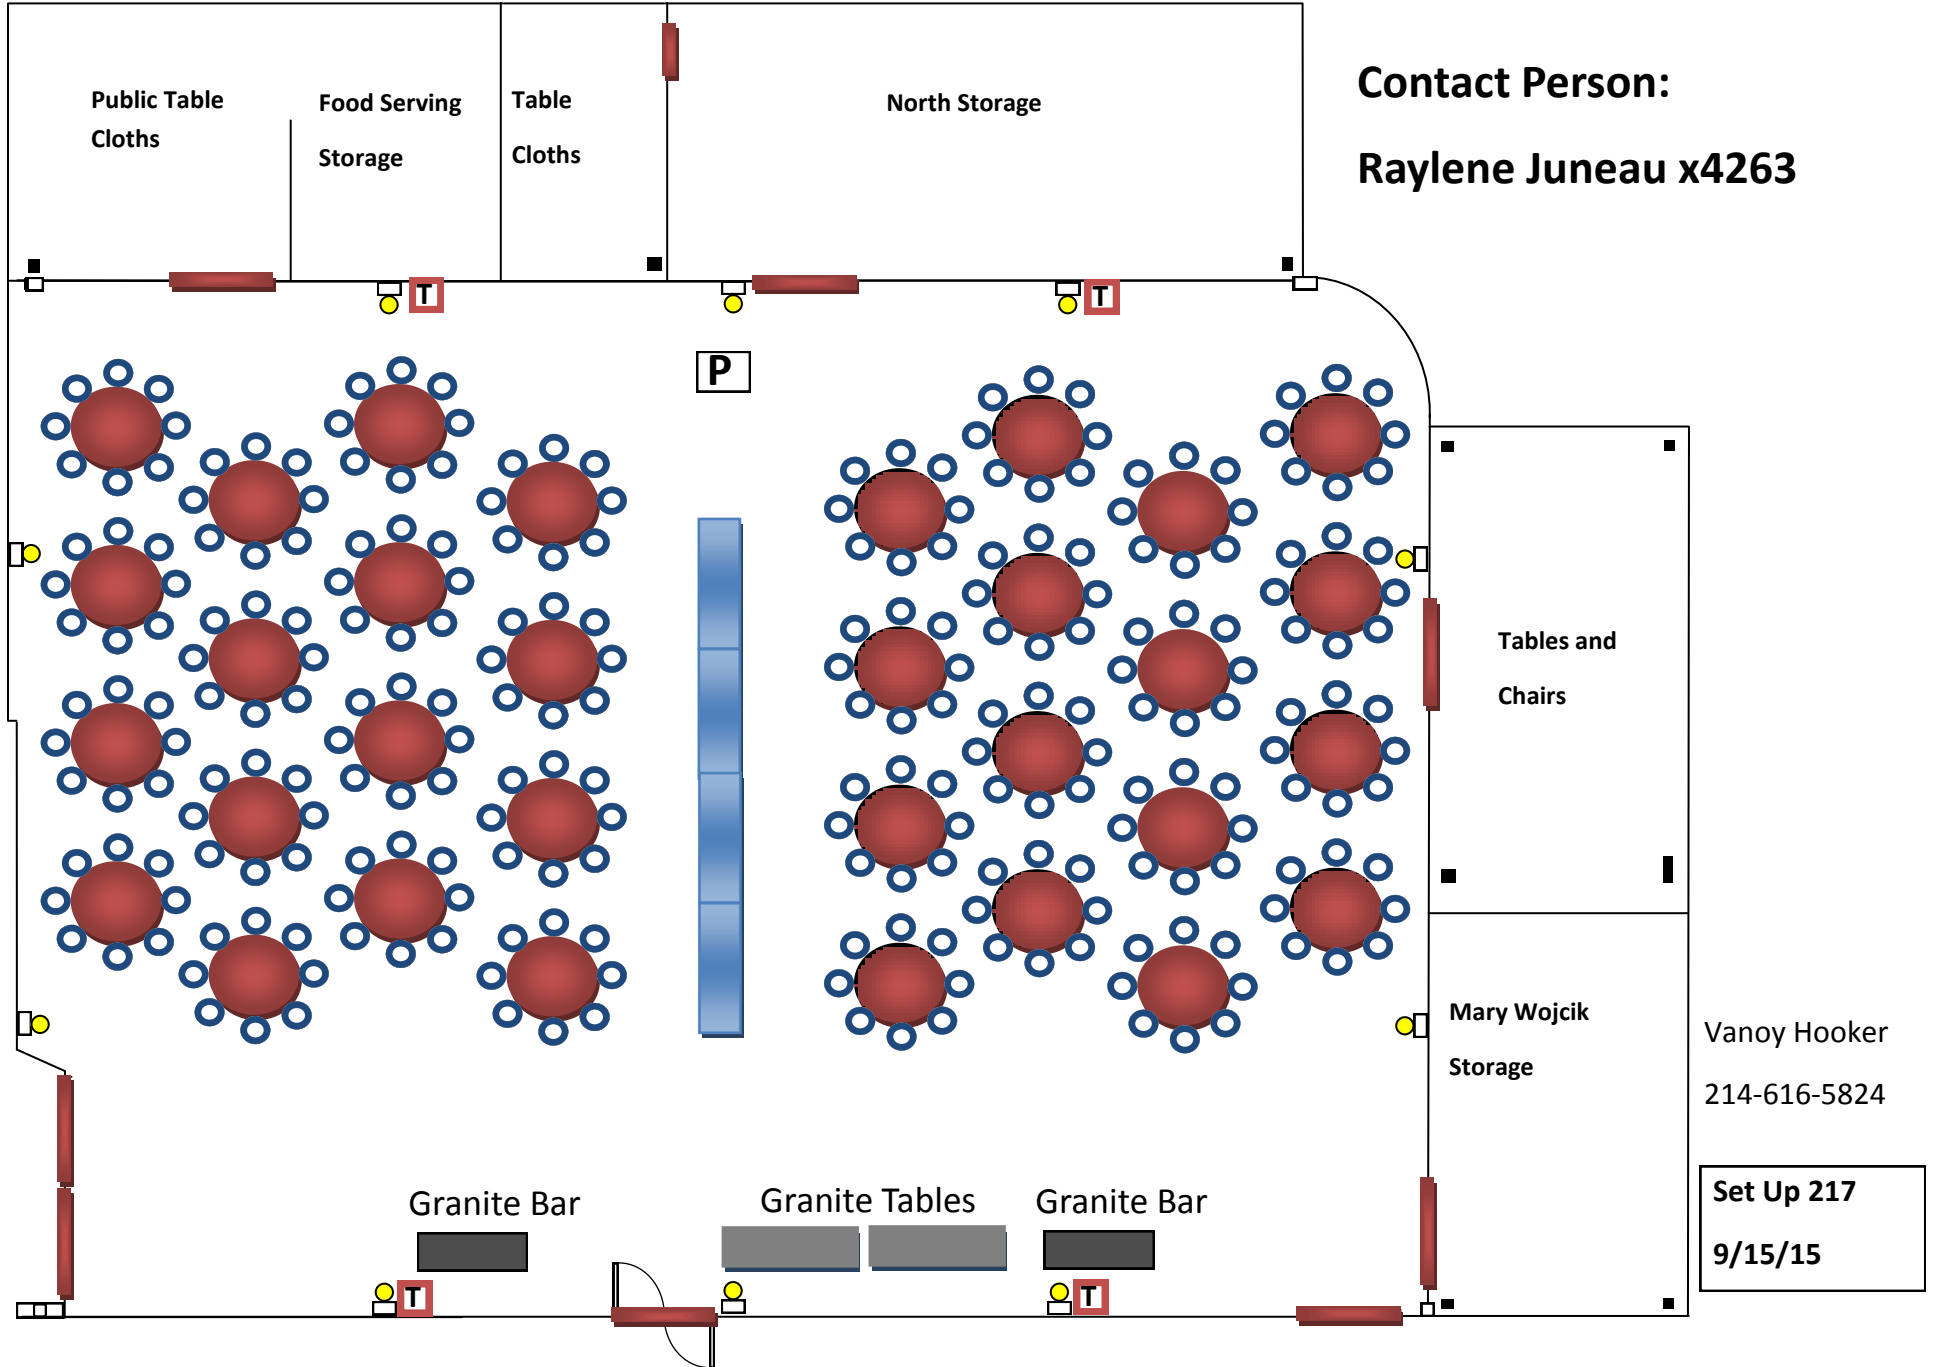 Contact Person:
Raylene Juneau x4263
Public Table
Cloths
Food Serving
Storage
Table
Cloths
North Storage
T
T
P
Tables and
Chairs
Mary Wojcik
Storage
Vanoy Hooker
214-616-5824
Granite Bar
Granite Tables
Granite Bar
T
T
Set Up 217
9/15/15